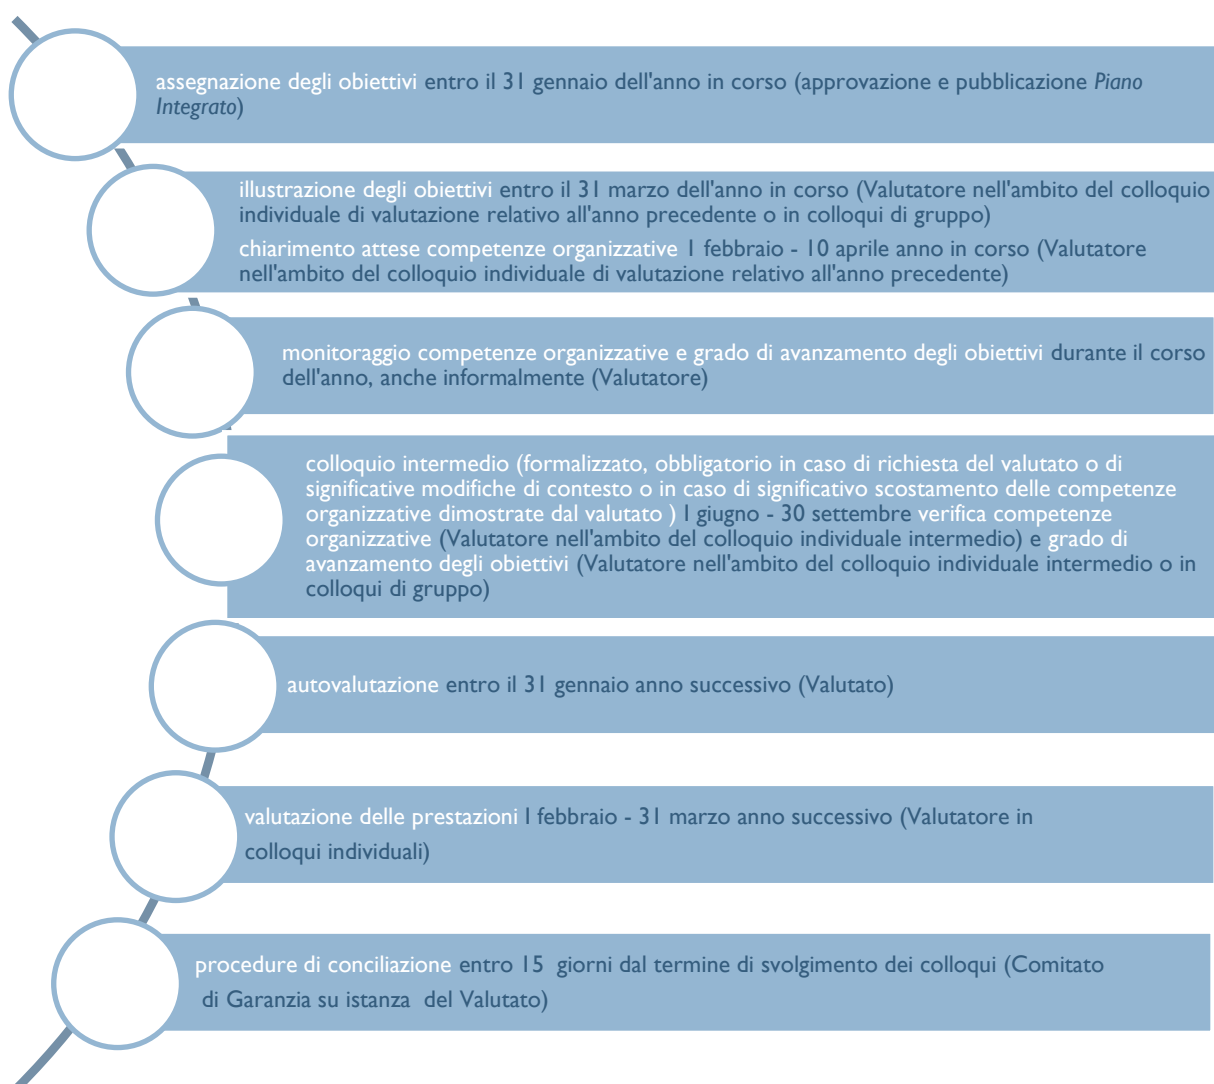 assegnazione degli obiettivi entro il 31 gennaio dell'anno in corso (approvazione e pubblicazione Piano
Integrato)
illustrazione degli obiettivi entro il 31 marzo dell'anno in corso (Valutatore nell'ambito del colloquio
individuale di valutazione relativo all'anno precedente o in colloqui di gruppo)
chiarimento attese competenze organizzative 1 febbraio - 10 aprile anno in corso (Valutatore
nell'ambito del colloquio individuale di valutazione relativo all'anno precedente)
monitoraggio competenze organizzative e grado di avanzamento degli obiettivi durante il corso
dell'anno, anche informalmente (Valutatore)
colloquio intermedio (formalizzato, obbligatorio in caso di richiesta del valutato o di
significative modifiche di contesto o in caso di significativo scostamento delle competenze
organizzative dimostrate dal valutato ) 1 giugno - 30 settembre verifica competenze
organizzative (Valutatore nell'ambito del colloquio individuale intermedio) e grado di
avanzamento degli obiettivi (Valutatore nell'ambito del colloquio individuale intermedio o in
colloqui di gruppo)
autovalutazione entro il 31 gennaio anno successivo (Valutato)
valutazione delle prestazioni 1 febbraio - 31 marzo anno successivo (Valutatore in
colloqui individuali)
procedure di conciliazione entro 15 giorni dal termine di svolgimento dei colloqui (Comitato
di Garanzia su istanza del Valutato)